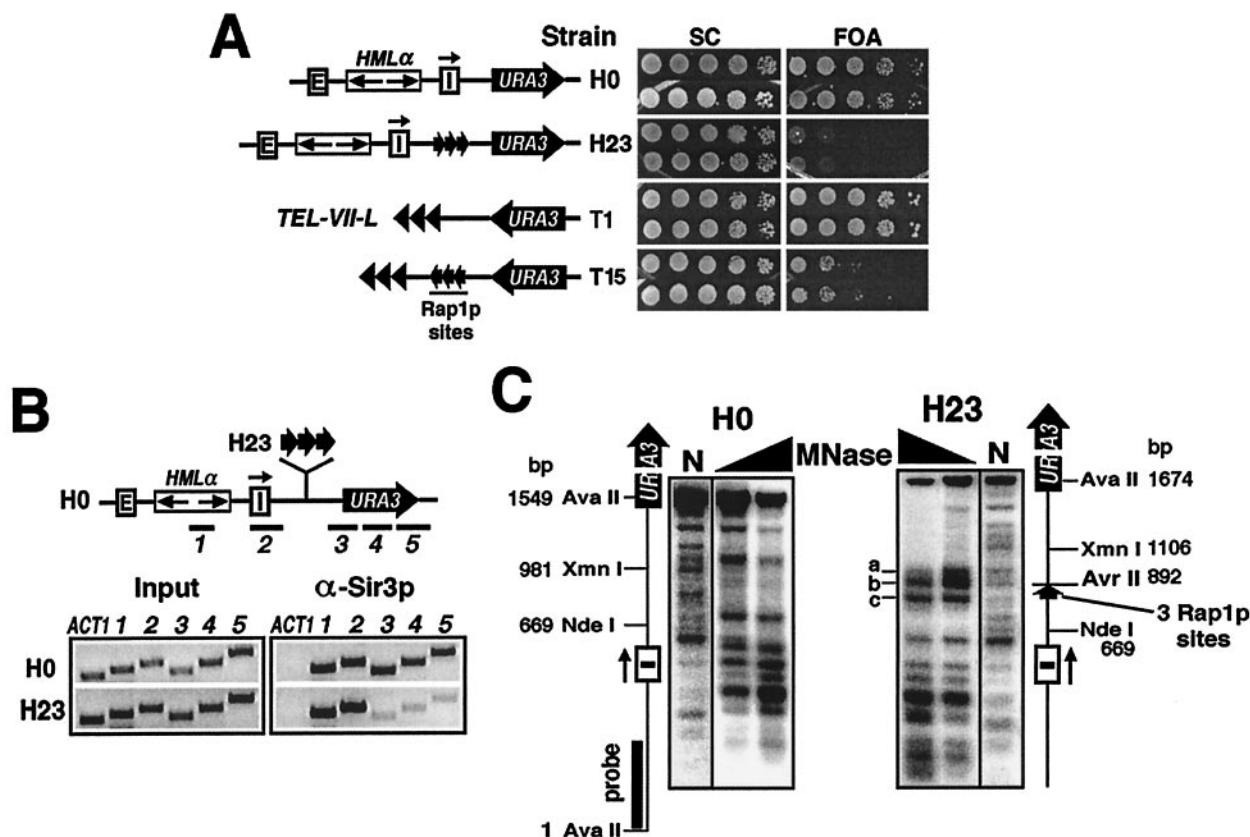 A
Strain SC FOA
HMLα
E I URA3 H0
E I URA3 H23
TEL-VII-L URA3 T1
URA3 T15
Rap1p
sites
B
H23
HMLα
H0 E I URA3
1 2 3 4 5
Input α-Sir3p
ACT1 1 2 3 4 5 ACT1 1 2 3 4 5
H0
H23
C
H0 H23
bp URA3 N MNase N URA3 bp
1549 Ava II Ava II 1674
Xmn I 1106
981 Xmn I a
b Avr II 892
c
3 Rap1p
sites
669 Nde I Nde I
669
I I
probe
1 Ava II